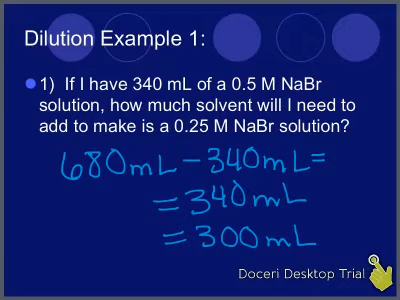 Dilution Example 1:
1) If I have 340 mL of a 0.5 M NaBr
solution, how much solvent will I need to
add to make is a 0.25 M NaBr solution?
680mL - 340mL =
= 340mL
= 300mL
Doceri Desktop Trial